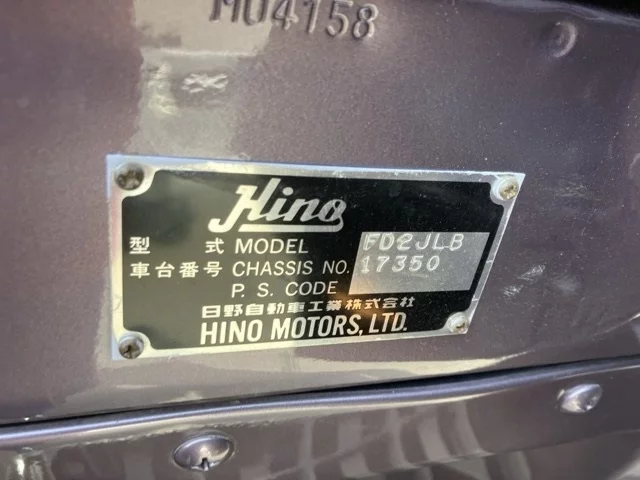 M04158
Hino
型 式 MODEL FD2JLB
車台番号 CHASSIS NO. 17350
P. S. CODE
日野自動車工業株式会社
HINO MOTORS, LTD.